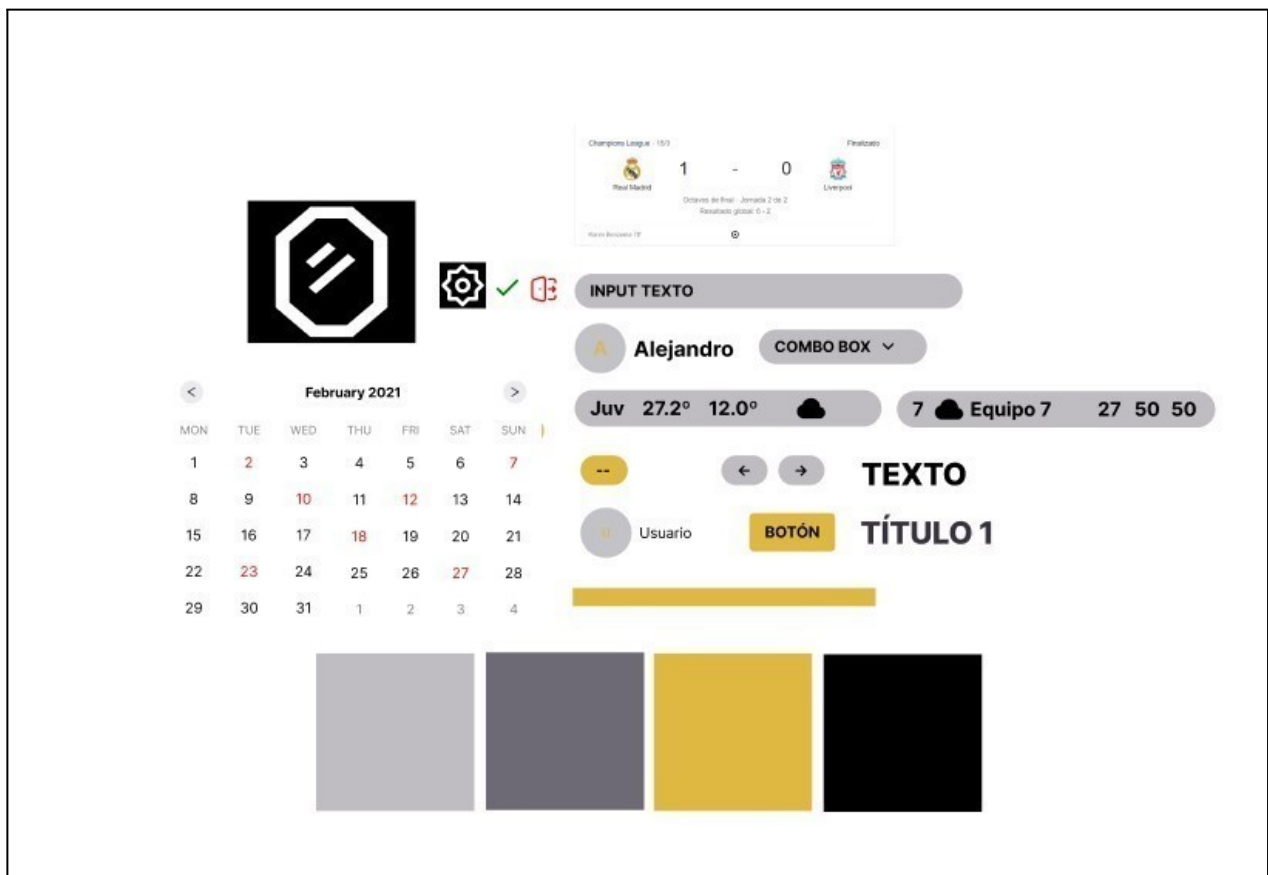 Champions League - 15/3 Finalizado
1 - 0
Real Madrid Liverpool
Octavos de final - Jornada 2 de 2
Resultado global: 6 - 2
Karim Benzema 78'
INPUT TEXTO
A Alejandro COMBO BOX
Juv 27.2º 12.0º
7 Equipo 7 27 50 50
-- ← → TEXTO
U Usuario BOTÓN TÍTULO 1
< February 2021 >
MON TUE WED THU FRI SAT SUN
1 2 3 4 5 6 7
8 9 10 11 12 13 14
15 16 17 18 19 20 21
22 23 24 25 26 27 28
29 30 31 1 2 3 4